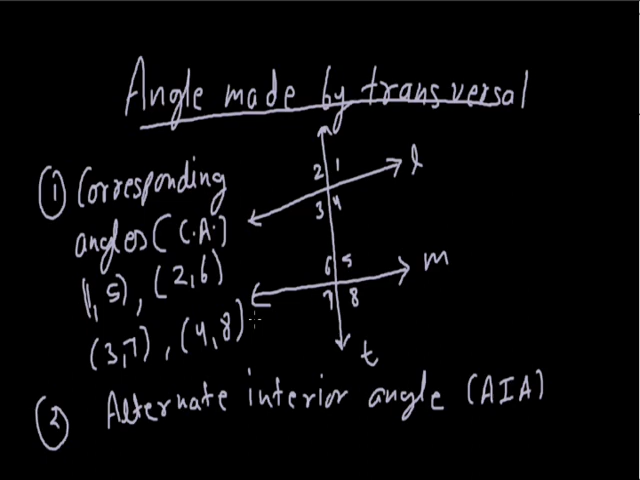 Angle made by transversal
① Corresponding
angles (C.A.)
(1, 5), (2, 6)
(3, 7), (4, 8)
2 1
3 4
l
6 5
7 8
m
t
② Alternate interior angle (AIA)